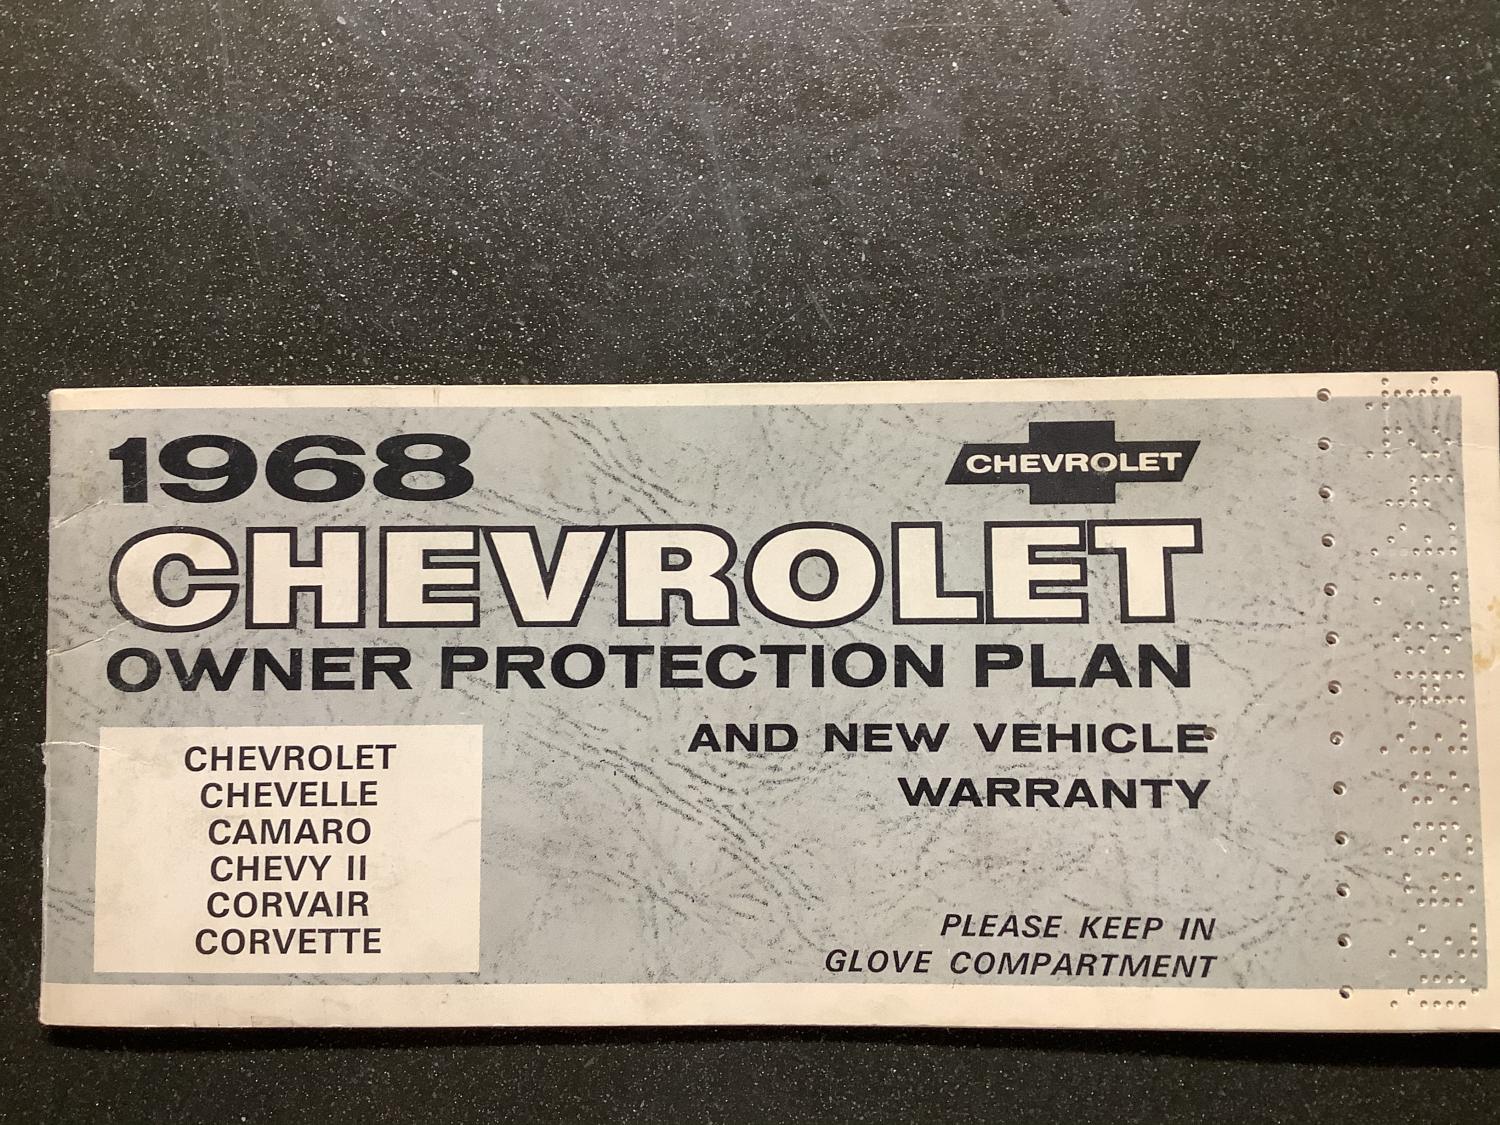 1968
CHEVROLET
CHEVROLET
OWNER PROTECTION PLAN
AND NEW VEHICLE
WARRANTY
CHEVROLET
CHEVELLE
CAMARO
CHEVY II
CORVAIR
CORVETTE
PLEASE KEEP IN
GLOVE COMPARTMENT